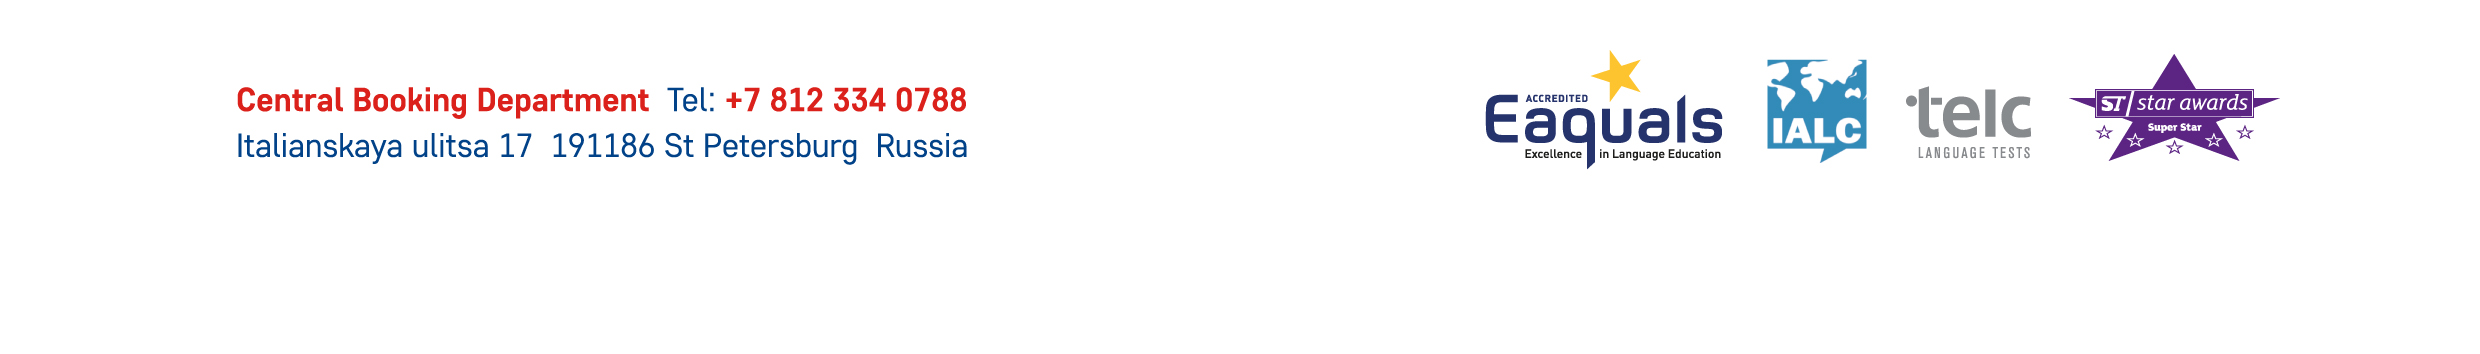 Central Booking Department  Tel: +7 812 334 0788
Italianskaya ulitsa 17  191186 St Petersburg  Russia
ACCREDITED
Eaquals
Excellence in Language Education
IALC
telc
LANGUAGE TESTS
ST star awards
Super Star